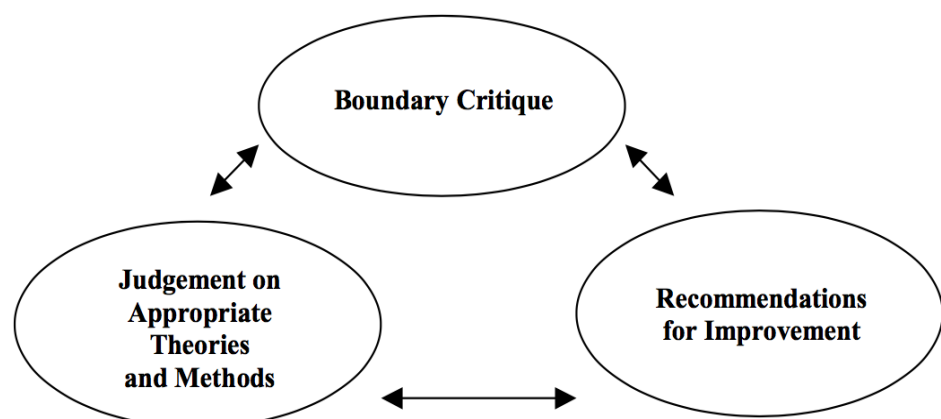 Boundary Critique
Judgement on
Appropriate
Theories
and Methods
Recommendations
for Improvement